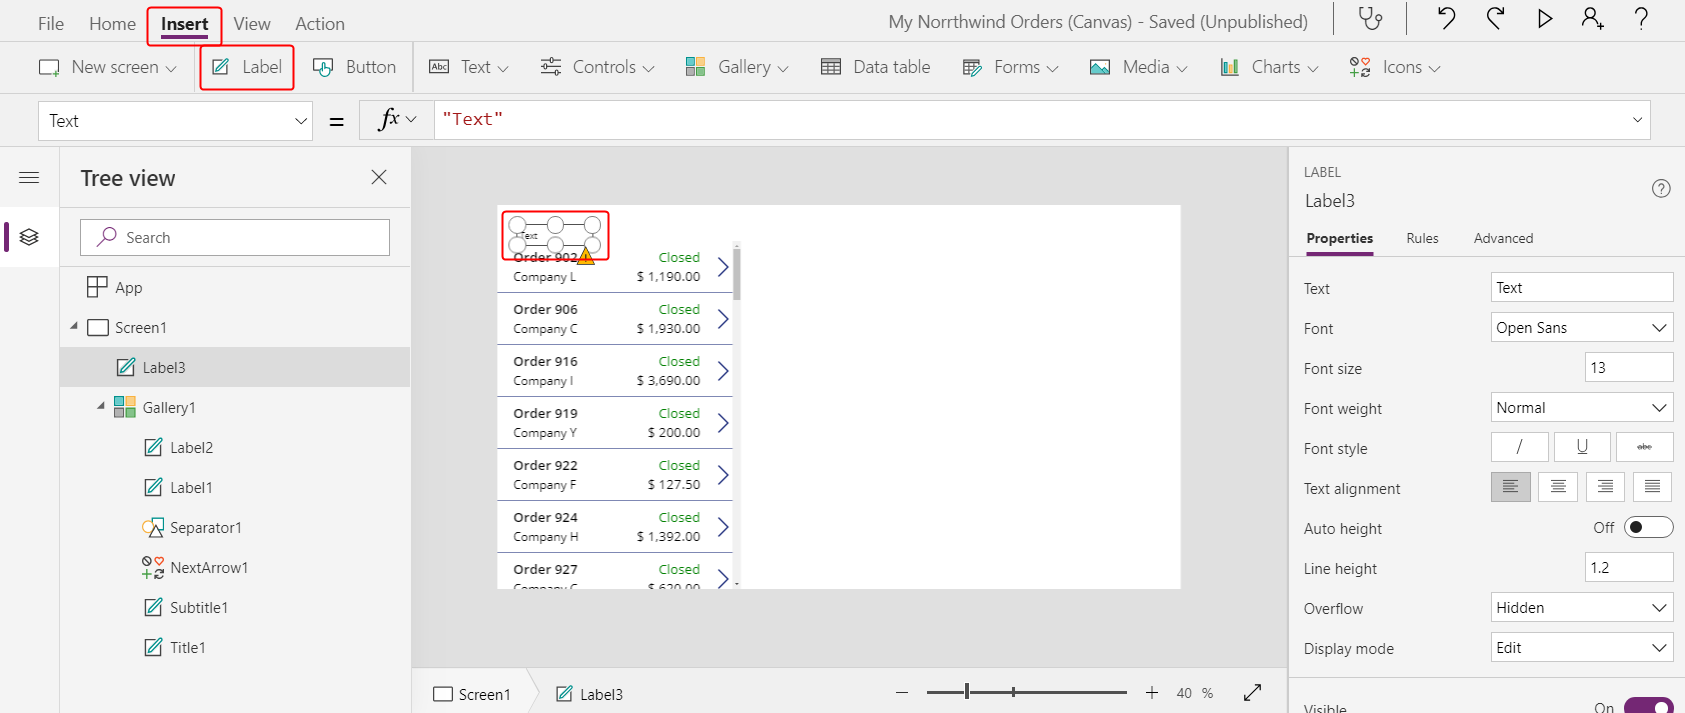 File Home Insert View Action My Norrthwind Orders (Canvas) - Saved (Unpublished) ?
New screen Label Button Abc Text Controls Gallery Data table Forms Media Charts Icons
Text = fx "Text"
Tree view
Search
App
Screen1
Label3
Gallery1
Label2
Label1
Separator1
NextArrow1
Subtitle1
Title1
Text
Order 902 Closed
Company L $ 1,190.00
Order 906 Closed
Company C $ 1,930.00
Order 916 Closed
Company I $ 3,690.00
Order 919 Closed
Company Y $ 200.00
Order 922 Closed
Company F $ 127.50
Order 924 Closed
Company H $ 1,392.00
Order 927 Closed
Company C $ 620.00
Screen1 Label3 40 %
LABEL
Label3 ?
Properties Rules Advanced
Text Text
Font Open Sans
Font size 13
Font weight Normal
Font style / U abc
Text alignment
Auto height Off
Line height 1.2
Overflow Hidden
Display mode Edit
Visible On